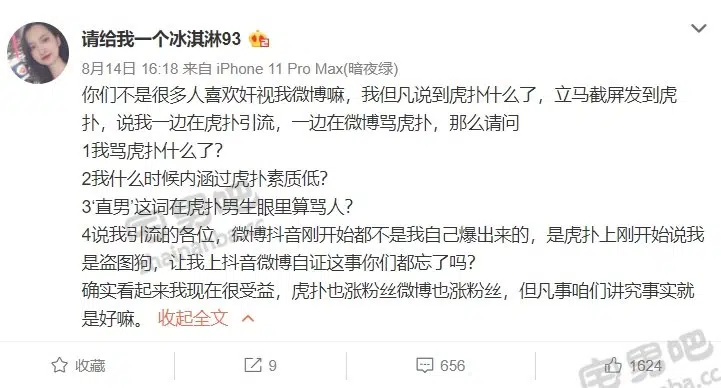 请给我一个冰淇淋93
8月14日 16:18 来自 iPhone 11 Pro Max(暗夜绿)
你们不是很多人喜欢奸视我微博嘛，我但凡说到虎扑什么了，立马截屏发到虎
扑，说我一边在虎扑引流，一边在微博骂虎扑，那么请问
1我骂虎扑什么了？
2我什么时候内涵过虎扑素质低？
3‘直男’这词在虎扑男生眼里算骂人？
4说我引流的各位，微博抖音刚开始都不是我自己爆出来的，是虎扑上刚开始说我
是盗图狗，让我上抖音微博自证这事你们都忘了吗？
确实看起来我现在很受益，虎扑也涨粉丝微博也涨粉丝，但凡事咱们讲究事实就
是好嘛。 收起全文
收藏 9 656 1624
宅男吧
zhainanba.cc
宅男吧
zhainanba.cc